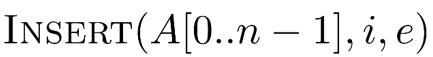 INSERT(A[0..n − 1], i, e)